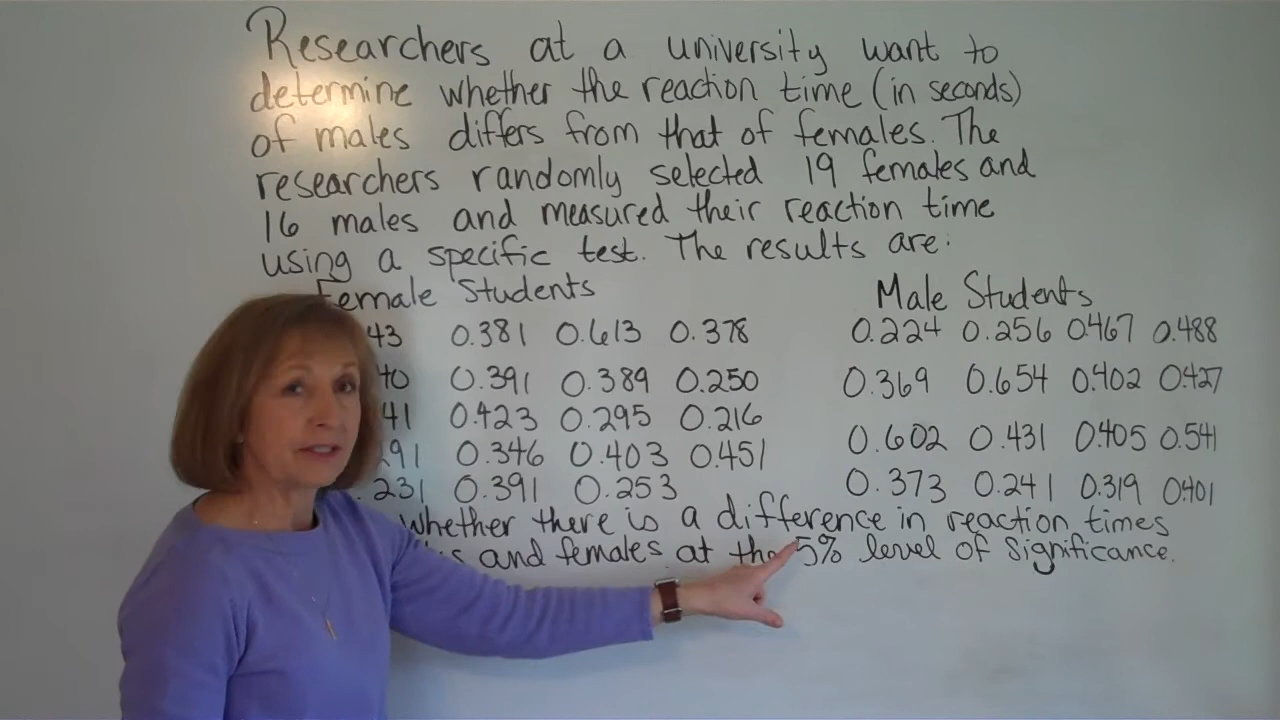 Researchers at a university want to
determine whether the reaction time (in seconds)
of males differs from that of females. The
researchers randomly selected 19 females and
16 males and measured their reaction time
using a specific test. The results are:
Female Students
43 0.381 0.613 0.378
40 0.391 0.389 0.250
41 0.423 0.295 0.216
291 0.346 0.403 0.451
.231 0.391 0.253
Male Students
0.224 0.256 0.467 0.488
0.369 0.654 0.402 0.427
0.602 0.431 0.405 0.541
0.373 0.241 0.319 0.401
whether there is a difference in reaction times
and females at the 5% level of significance.